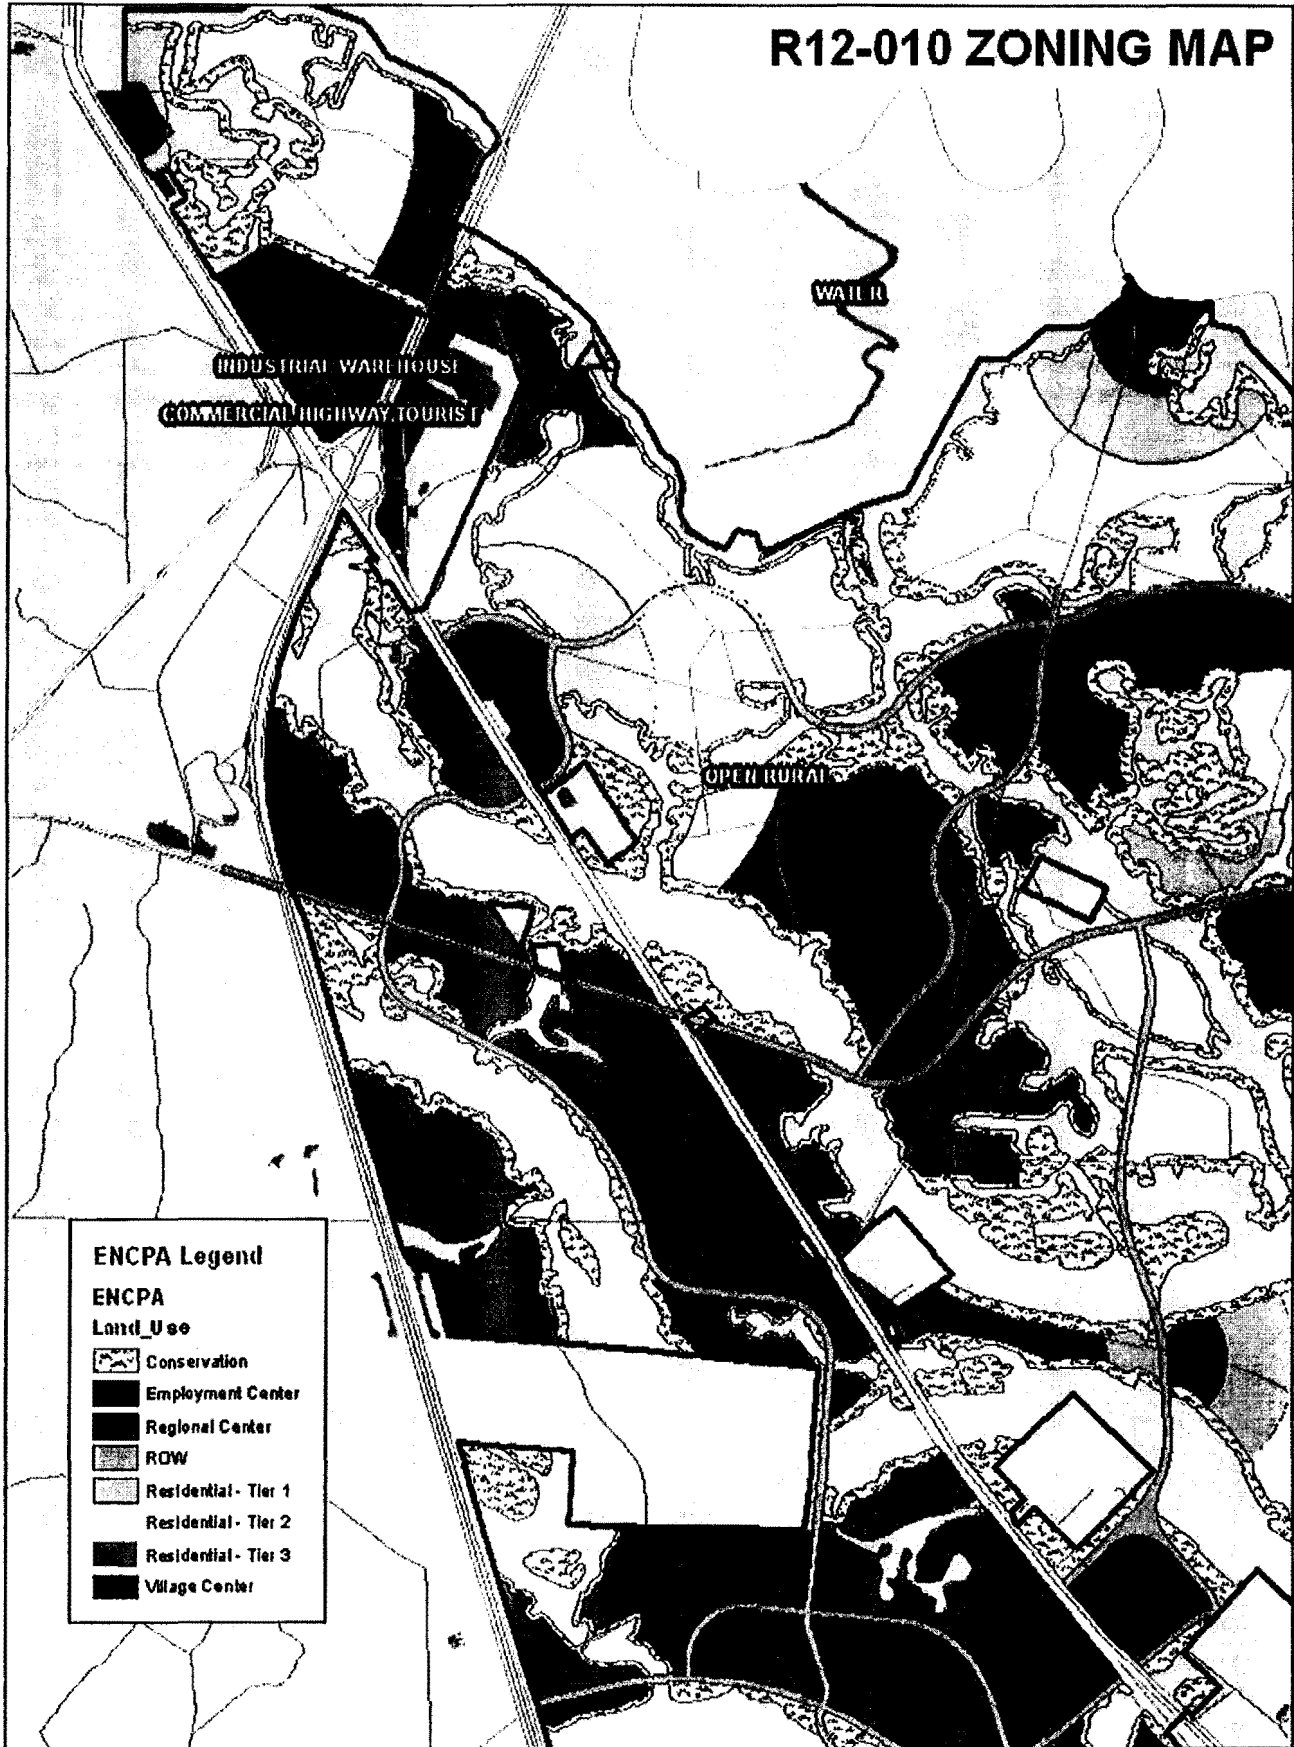 R12-010 ZONING MAP
WATER
INDUSTRIAL WAREHOUSE
COMMERCIAL HIGHWAY TOURIST
OPEN RURAL
ENCPA Legend
ENCPA
Land_Use
Conservation
Employment Center
Regional Center
ROW
Residential - Tier 1
Residential - Tier 2
Residential - Tier 3
Village Center